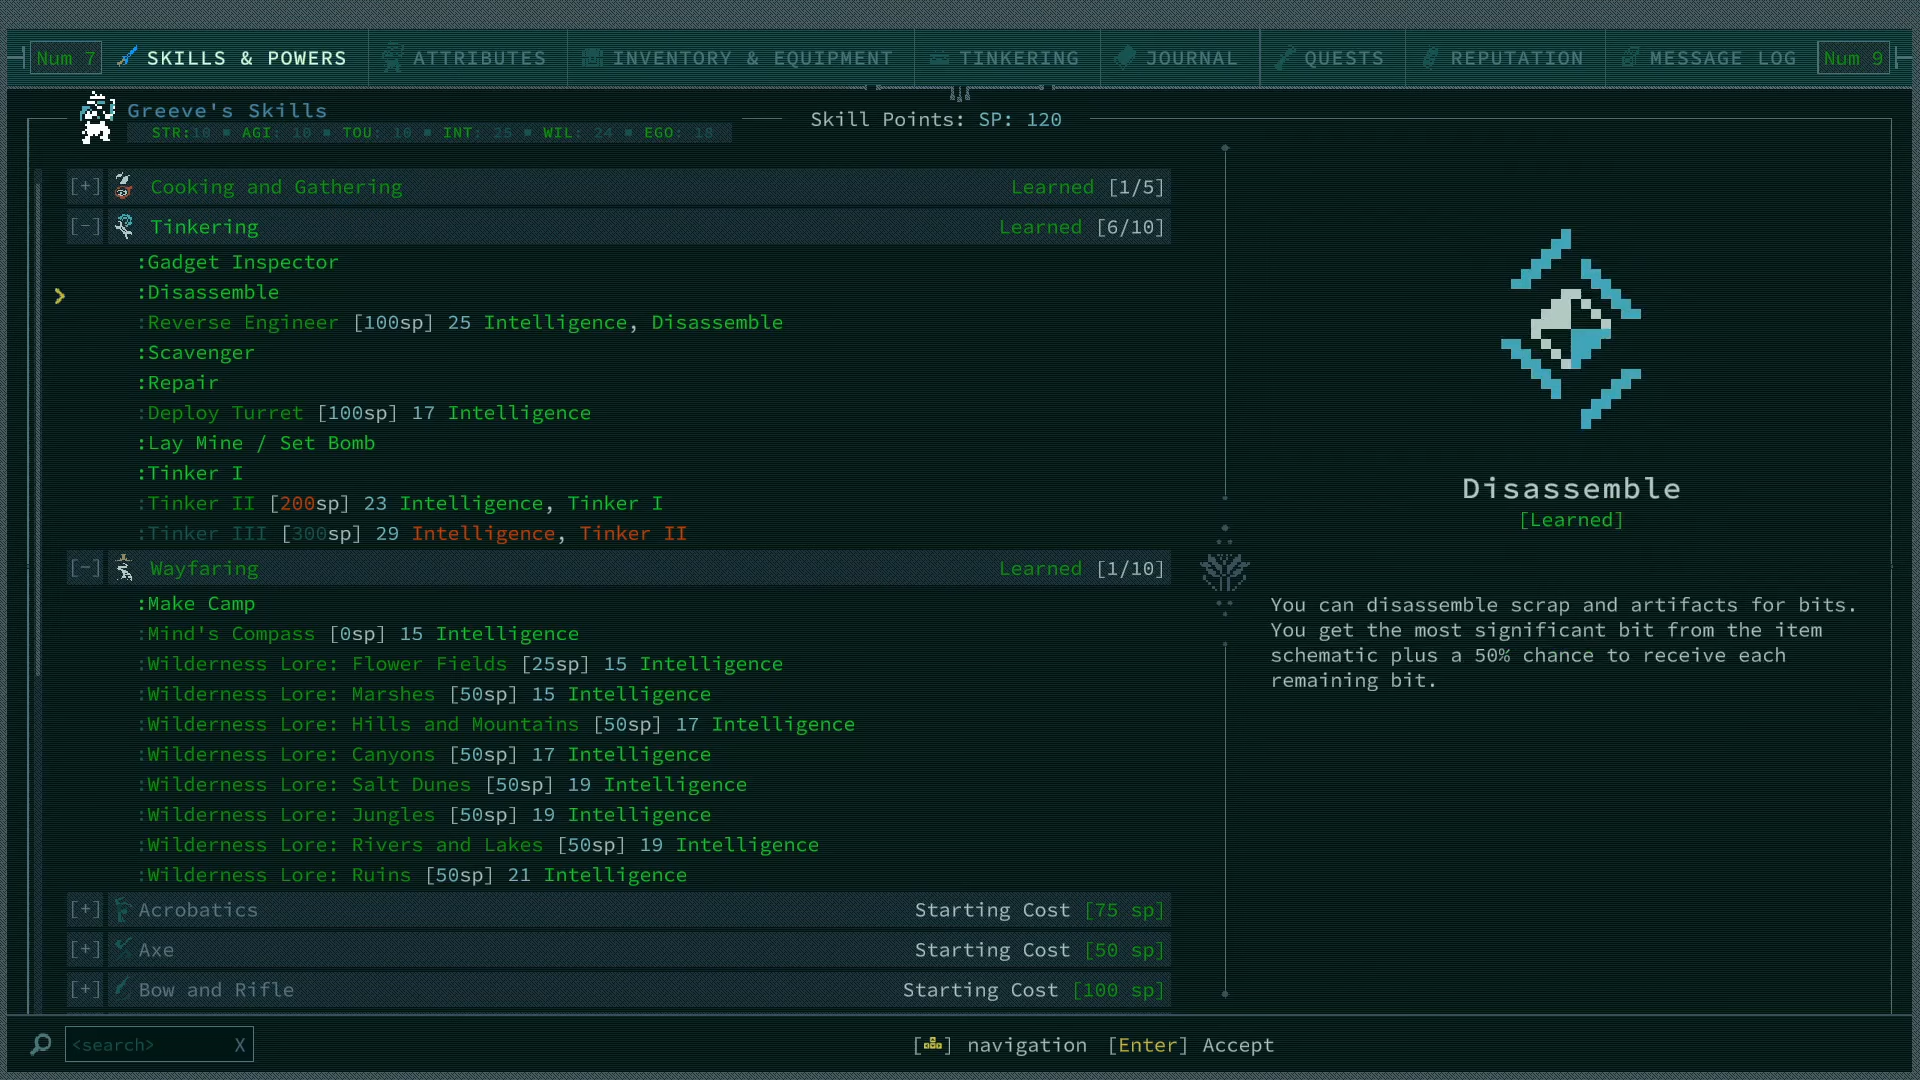 Num 7 SKILLS & POWERS ATTRIBUTES INVENTORY & EQUIPMENT TINKERING JOURNAL QUESTS REPUTATION MESSAGE LOG Num 9
Greeve's Skills
STR:10 ▪ AGI: 10 ▪ TOU: 10 ▪ INT: 25 ▪ WIL: 24 ▪ EGO: 18
Skill Points: SP: 120
[+] Cooking and Gathering Learned [1/5]
[-] Tinkering Learned [6/10]
:Gadget Inspector
:Disassemble
:Reverse Engineer [100sp] 25 Intelligence, Disassemble
:Scavenger
:Repair
:Deploy Turret [100sp] 17 Intelligence
:Lay Mine / Set Bomb
:Tinker I
:Tinker II [200sp] 23 Intelligence, Tinker I
:Tinker III [300sp] 29 Intelligence, Tinker II
[-] Wayfaring Learned [1/10]
:Make Camp
:Mind's Compass [0sp] 15 Intelligence
:Wilderness Lore: Flower Fields [25sp] 15 Intelligence
:Wilderness Lore: Marshes [50sp] 15 Intelligence
:Wilderness Lore: Hills and Mountains [50sp] 17 Intelligence
:Wilderness Lore: Canyons [50sp] 17 Intelligence
:Wilderness Lore: Salt Dunes [50sp] 19 Intelligence
:Wilderness Lore: Jungles [50sp] 19 Intelligence
:Wilderness Lore: Rivers and Lakes [50sp] 19 Intelligence
:Wilderness Lore: Ruins [50sp] 21 Intelligence
[+] Acrobatics Starting Cost [75 sp]
[+] Axe Starting Cost [50 sp]
[+] Bow and Rifle Starting Cost [100 sp]
Disassemble
[Learned]
You can disassemble scrap and artifacts for bits.
You get the most significant bit from the item
schematic plus a 50% chance to receive each
remaining bit.
<search> X
navigation [Enter] Accept